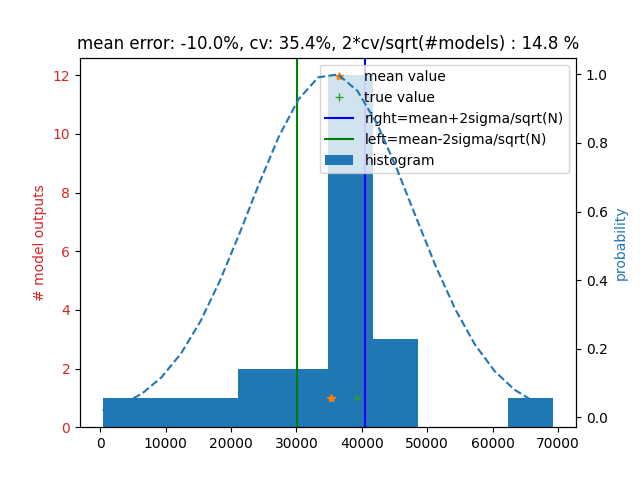 mean error: -10.0%, cv: 35.4%, 2*cv/sqrt(#models) : 14.8 %
mean value
true value
right=mean+2sigma/sqrt(N)
left=mean-2sigma/sqrt(N)
histogram
# model outputs
12
10
8
6
4
2
0
probability
1.0
0.8
0.6
0.4
0.2
0.0
0 10000 20000 30000 40000 50000 60000 70000